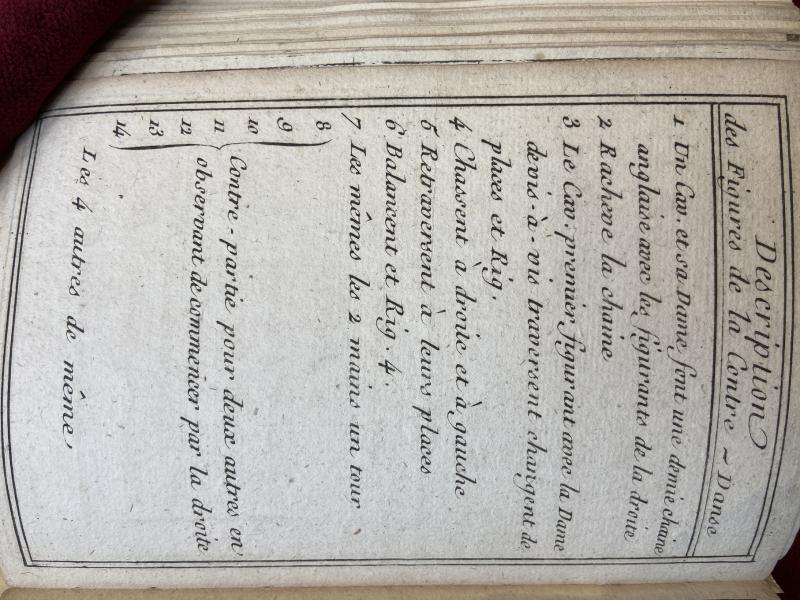 Description
des Figures de la Contre ~ Danse
1 Un Cav. et sa Dame font une demie chaine
anglaise avec les figurants de la droite
2 Racheve la chaine
3 Le Cav. premier figurant avec la Dame
de vis-à-vis traversent changent de
places et Rig.
4 Chassent à droite et à gauche
5 Retraversent à leurs places
6 Balancent et Rig. 4.
7 Les mêmes les 2 mains un tour
8
9
10
11 Contre-partie pour deux autres en
12 observant de commencer par la droite
13
14
Les 4 autres de même,